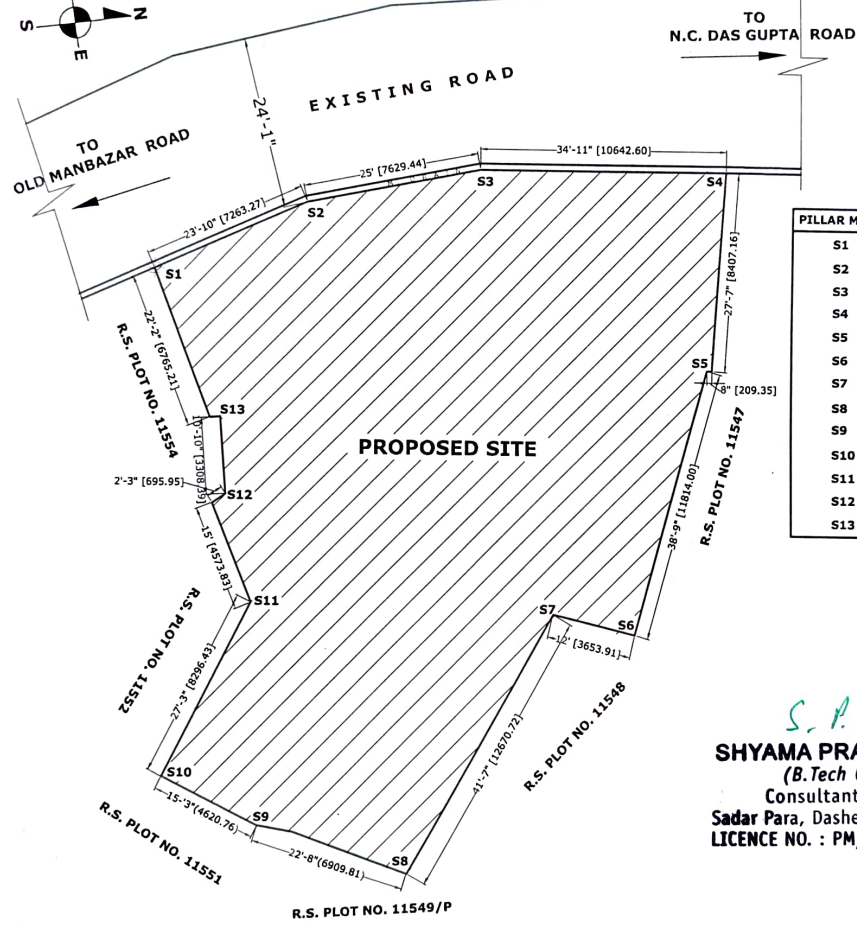 N
S
E
TO
N.C. DAS GUPTA ROAD
EXISTING ROAD
24'-1"
TO
OLD MANBAZAR ROAD
34'-11" [10642.60]
25' [7629.44]
23'-10" [7263.27]
S1
S2
S3
S4
22'-2" [6765.21]
27'-7" [8407.16]
R.S. PLOT NO. 11554
S5
8" [209.35]
S13
10'-10" [3308.39]
PROPOSED SITE
R.S. PLOT NO. 11547
2'-3" [695.95]
S12
38'-9" [11814.00]
15' [4573.83]
S11
S7
S6
12' [3653.91]
R.S. PLOT NO. 11552
27'-3" [8296.43]
R.S. PLOT NO. 11548
41'-7" [12670.72]
S10
15-'3"(4620.76)
S9
22'-8"(6909.81)
S8
R.S. PLOT NO. 11551
R.S. PLOT NO. 11549/P
PILLAR M
S1
S2
S3
S4
S5
S6
S7
S8
S9
S10
S11
S12
S13
S. P.
SHYAMA PRA
(B.Tech (
Consultant
Sadar Para, Dashe
LICENCE NO. : PM